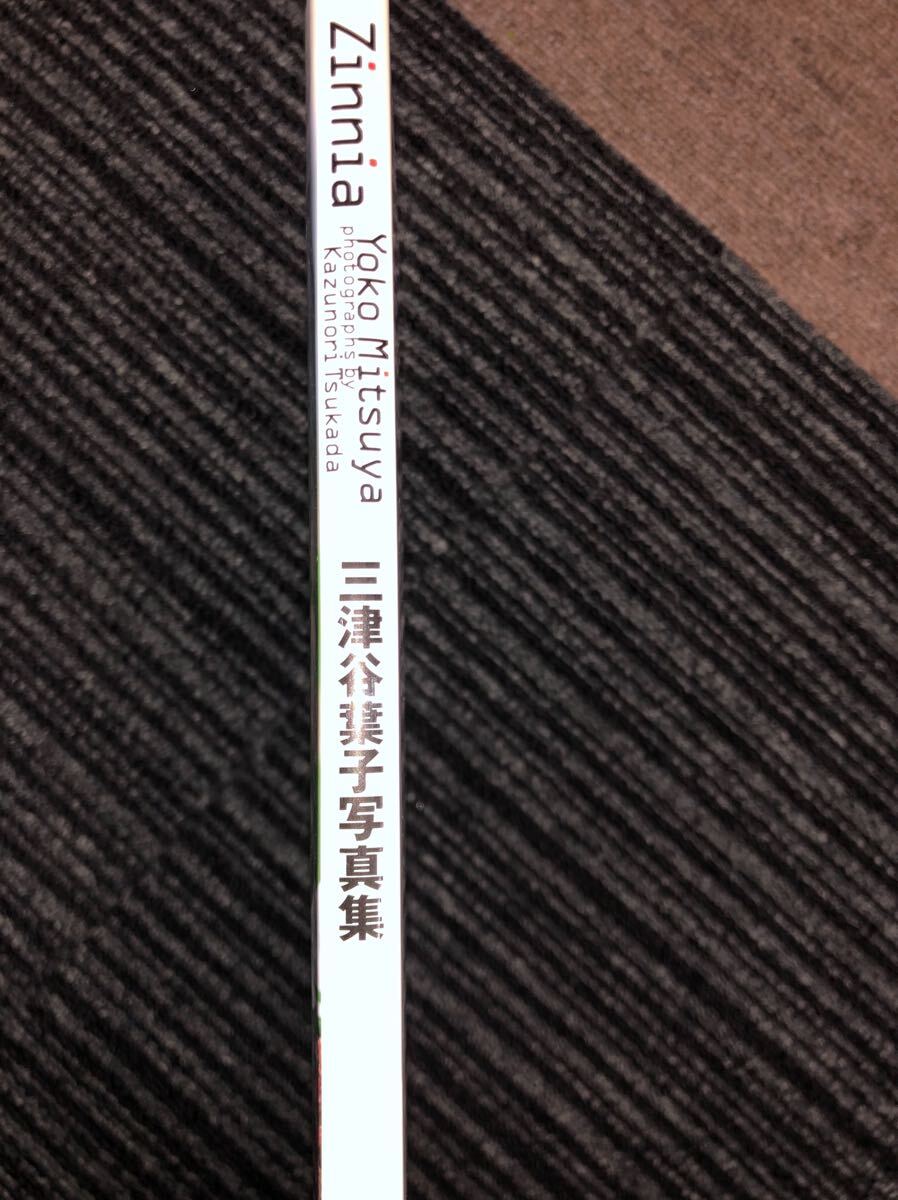 Zinnia
Yoko Mitsuya
photographs by
Kazunori Tsukada
三津谷葉子写真集